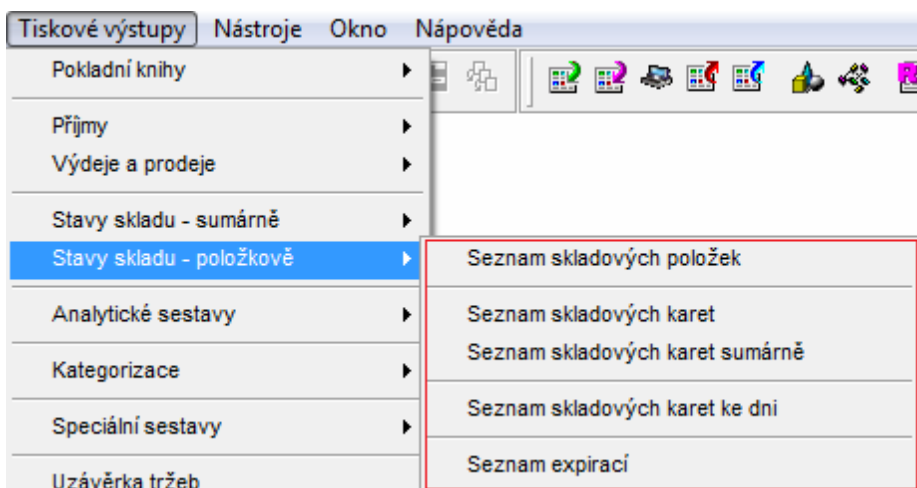 Tiskové výstupy Nástroje Okno Nápověda
Pokladní knihy
Příjmy
Výdeje a prodeje
Stavy skladu - sumárně
Stavy skladu - položkově
Analytické sestavy
Kategorizace
Speciální sestavy
Uzávěrka tržeb
Seznam skladových položek
Seznam skladových karet
Seznam skladových karet sumárně
Seznam skladových karet ke dni
Seznam expirací